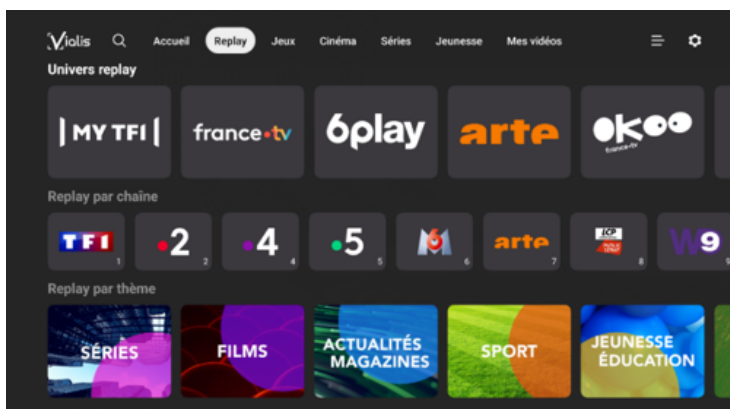 Vialis Accueil Replay Jeux Cinéma Séries Jeunesse Mes vidéos
Univers replay
MY TF1 france•tv 6play arte OKOO
france•tv
Replay par chaîne
TF1 2 4 5 M6 arte LCP W9
1 2 4 5 6 7 8 9
Replay par thème
SÉRIES FILMS ACTUALITÉS MAGAZINES SPORT JEUNESSE ÉDUCATION